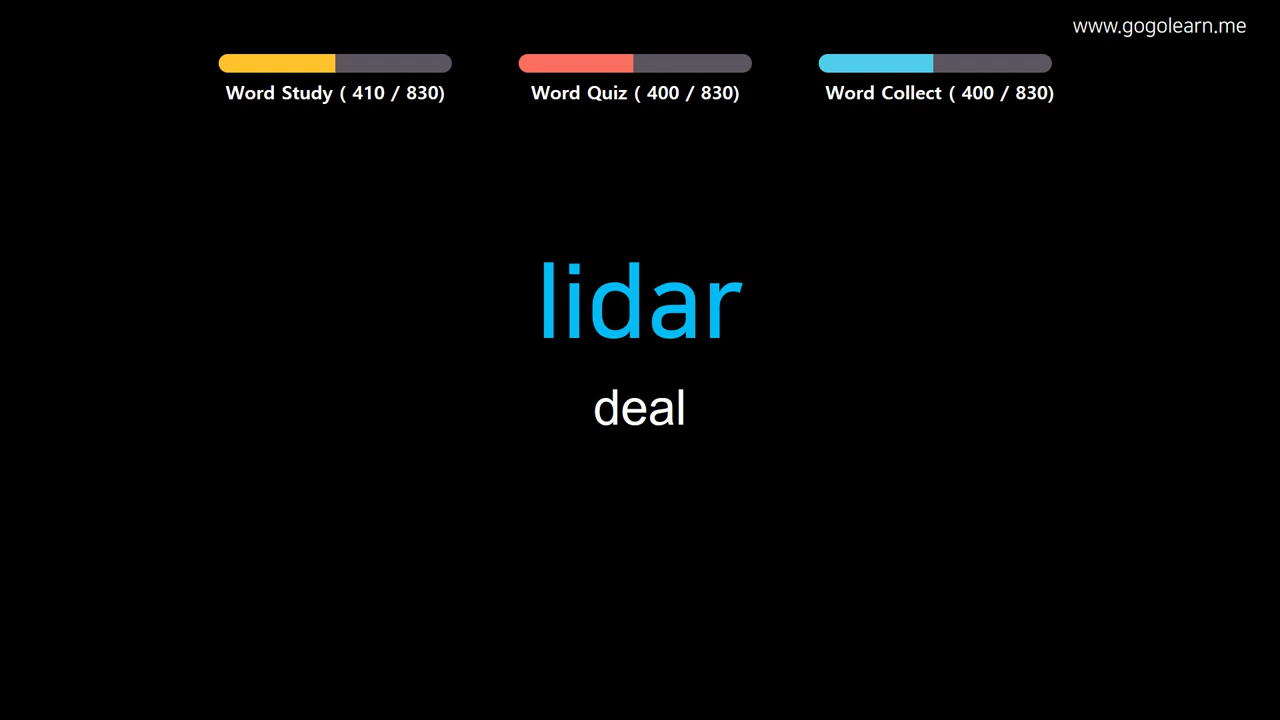 www.gogolearn.me
Word Study ( 410 / 830)
Word Quiz ( 400 / 830)
Word Collect ( 400 / 830)
lidar
deal